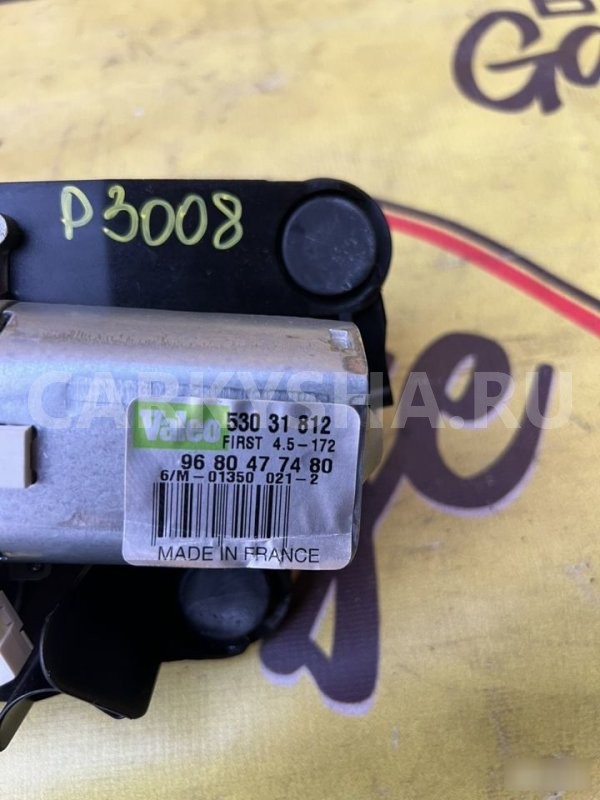 Ga
P3008
CARKYSHA.RU
Valeo 530 31 812
FIRST 4.5-172
96 80 47 74 80
6/M-01350 021-2
MADE IN FRANCE